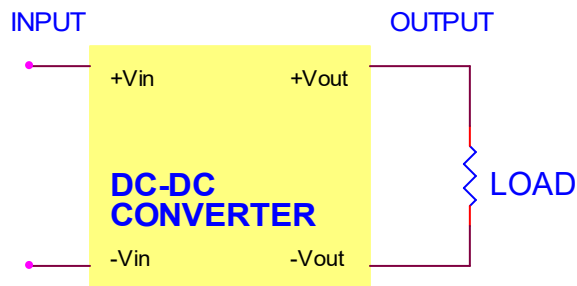 INPUT
OUTPUT
+Vin
+Vout
DC-DC
CONVERTER
LOAD
-Vin
-Vout